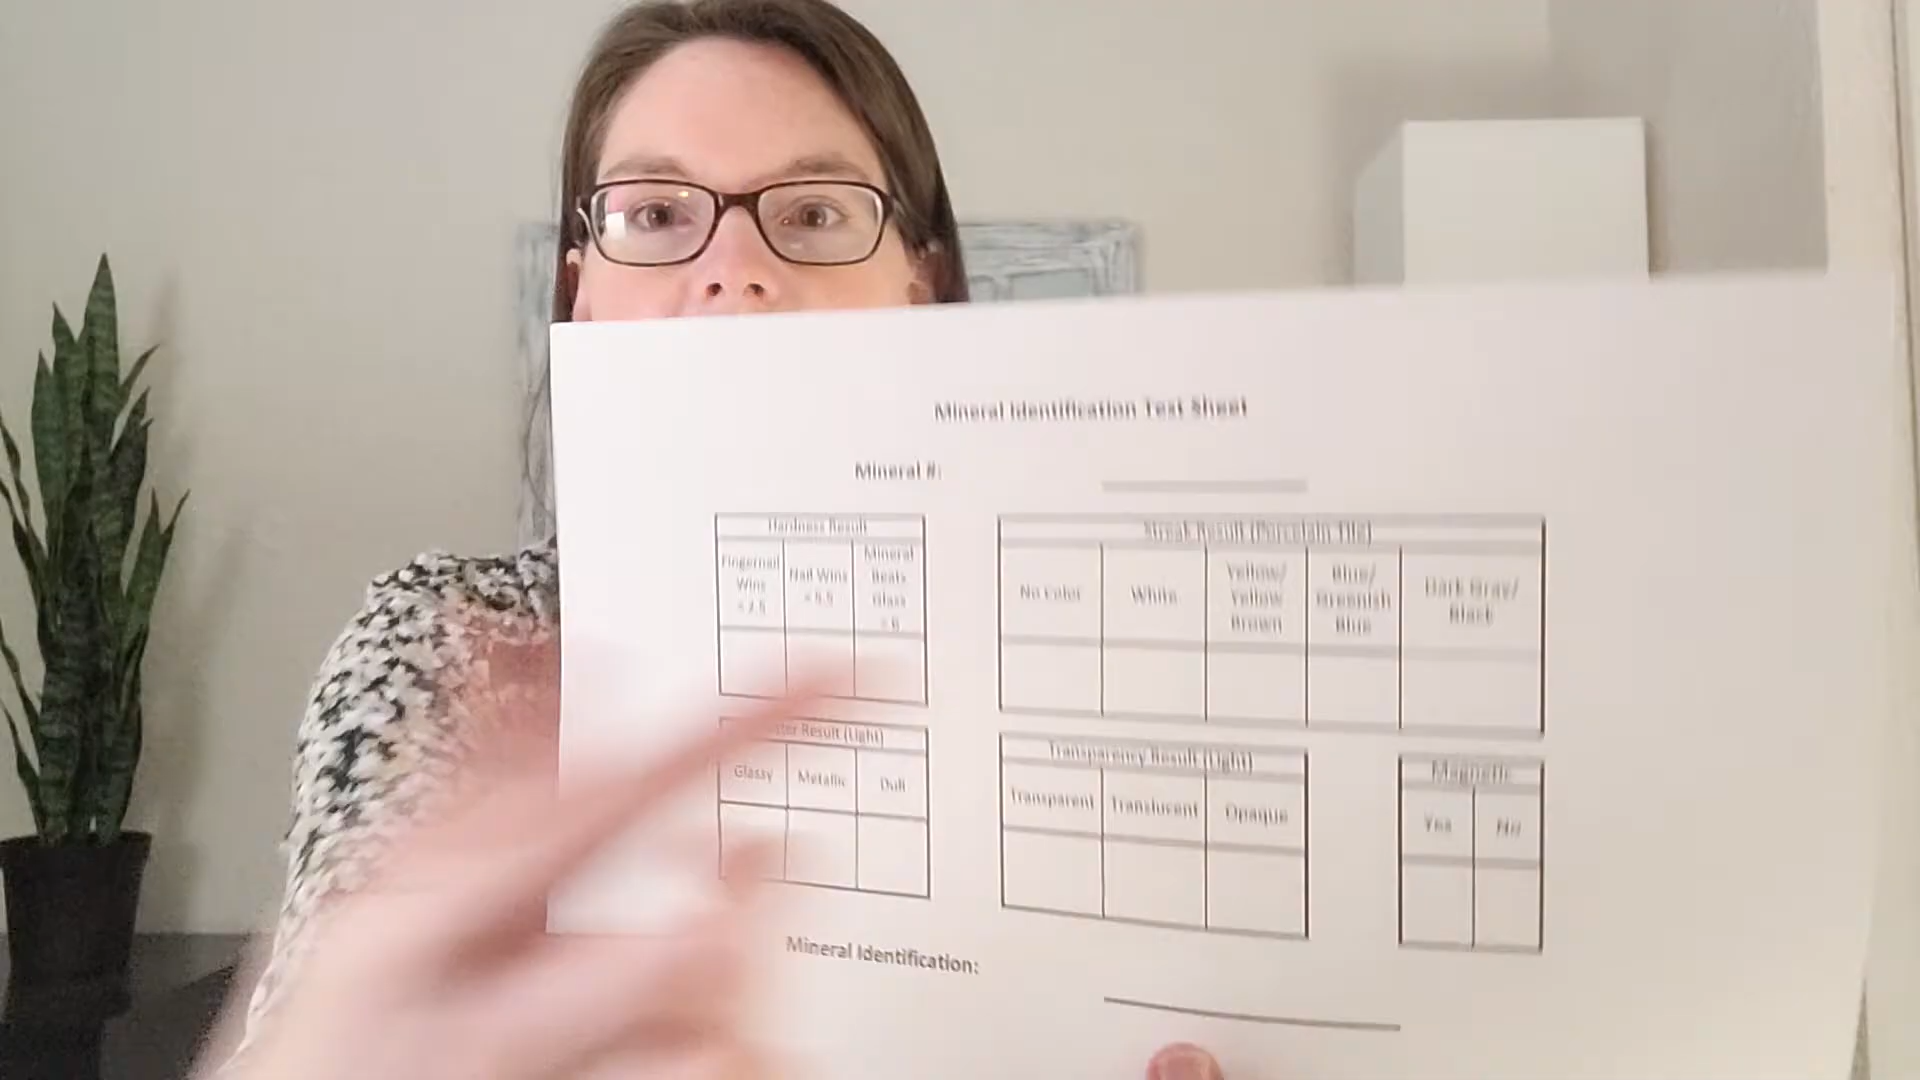 Mineral Identification Test Sheet
Mineral #:
Hardness Result
Fingernail Wins < 2.5
Nail Wins < 5.5
Mineral Beats Glass > 6
Streak Result (Porcelain Tile)
No Color
White
Yellow/ Yellow Brown
Blue/ Greenish Blue
Dark Gray/ Black
ster Result (Light)
Glassy
Metallic
Dull
Transparency Result (Light)
Transparent
Translucent
Opaque
Magnetic
Yes
No
Mineral Identification: